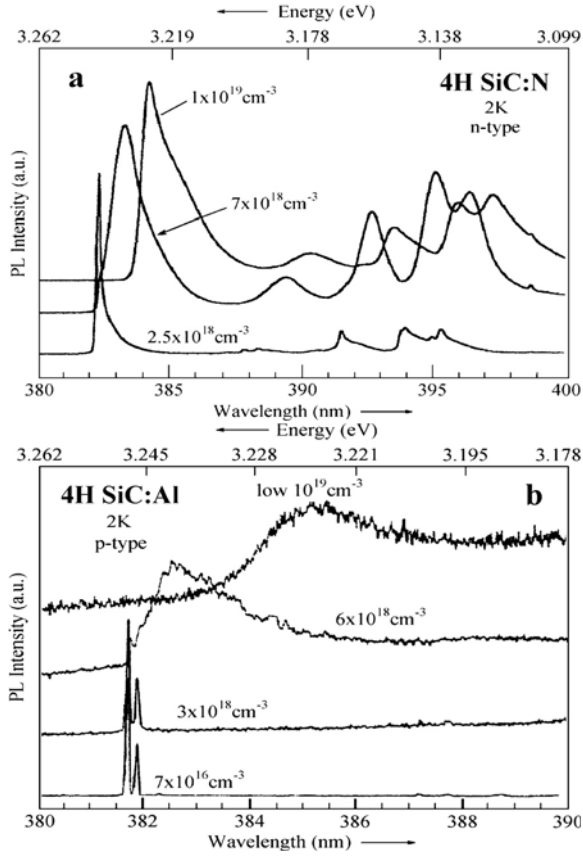 Energy (eV)
3.262 3.219 3.178 3.138 3.099
a
4H SiC:N
2K
n-type
1x10¹⁹cm⁻³
7x10¹⁸cm⁻³
2.5x10¹⁸cm⁻³
PL Intensity (a.u.)
380 385 390 395 400
Wavelength (nm)
Energy (eV)
3.262 3.245 3.228 3.221 3.195 3.178
4H SiC:Al
2K
p-type
b
low 10¹⁹cm⁻³
6x10¹⁸cm⁻³
3x10¹⁸cm⁻³
7x10¹⁶cm⁻³
PL Intensity (a.u.)
380 382 384 386 388 390
Wavelength (nm)